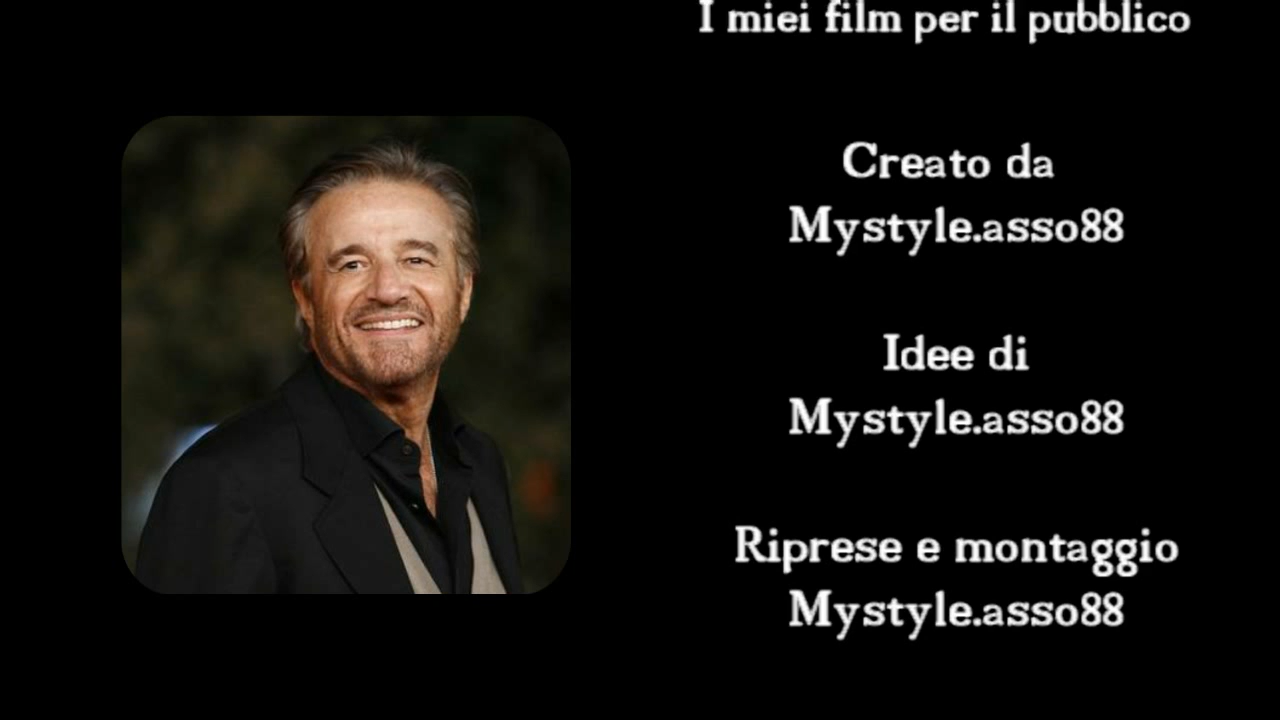 I miei film per il pubblico
Creato da
Mystyle.asso88
Idee di
Mystyle.asso88
Riprese e montaggio
Mystyle.asso88